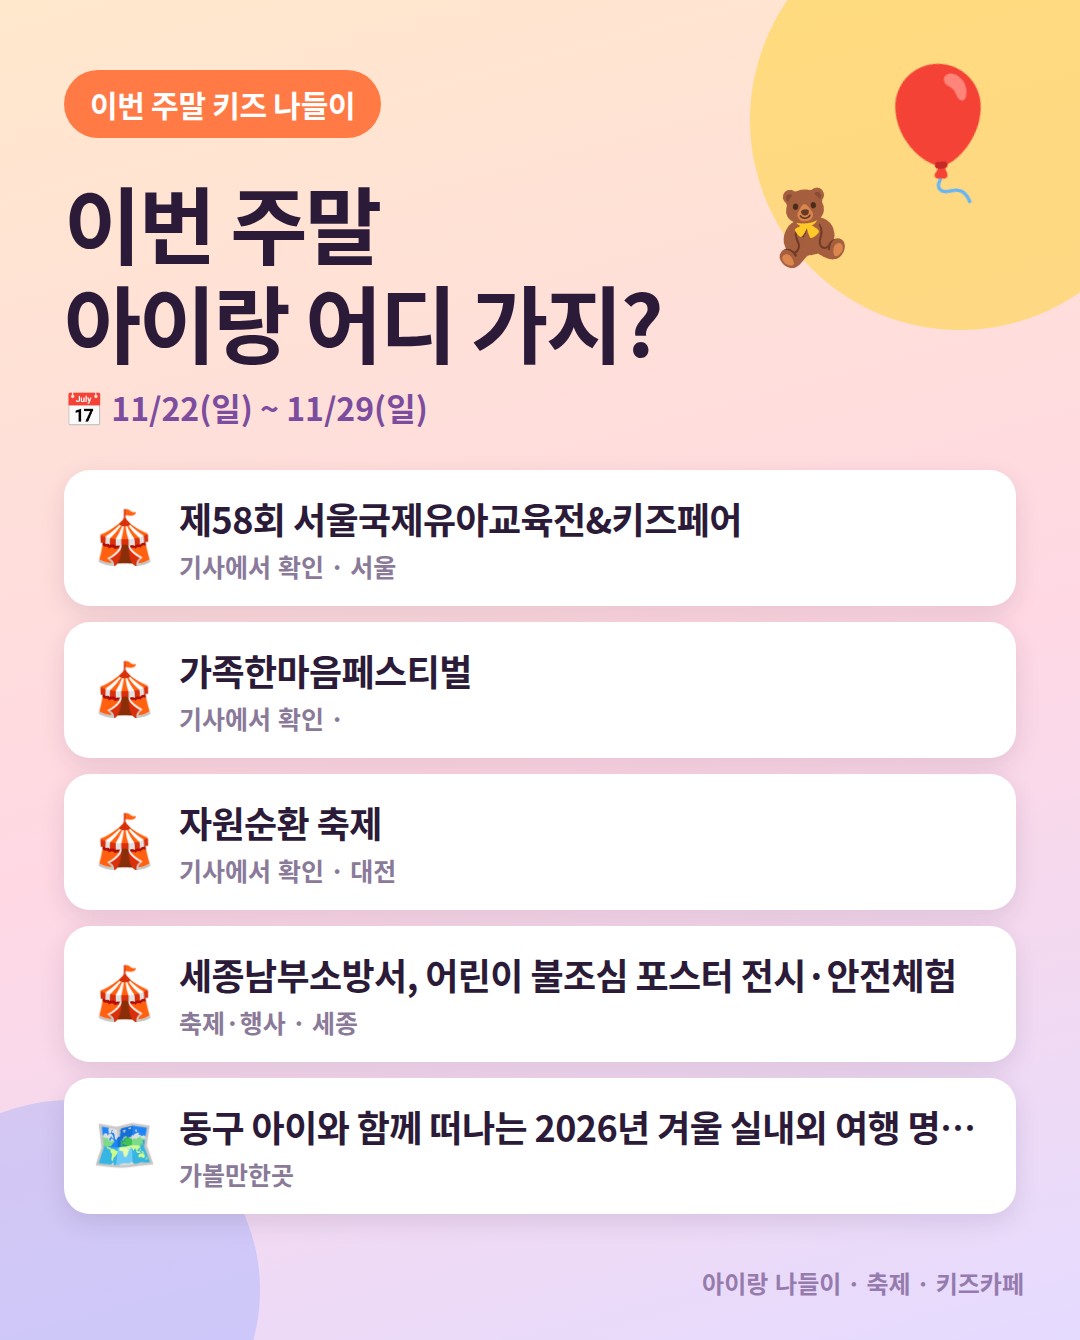 이번 주말 키즈 나들이
이번 주말
아이랑 어디 가지?
📅 11/22(일) ~ 11/29(일)
제58회 서울국제유아교육전&키즈페어
기사에서 확인 · 서울
가족한마음페스티벌
기사에서 확인 ·
자원순환 축제
기사에서 확인 · 대전
세종남부소방서, 어린이 불조심 포스터 전시·안전체험
축제·행사 · 세종
동구 아이와 함께 떠나는 2026년 겨울 실내외 여행 명…
가볼만한곳
아이랑 나들이 · 축제 · 키즈카페